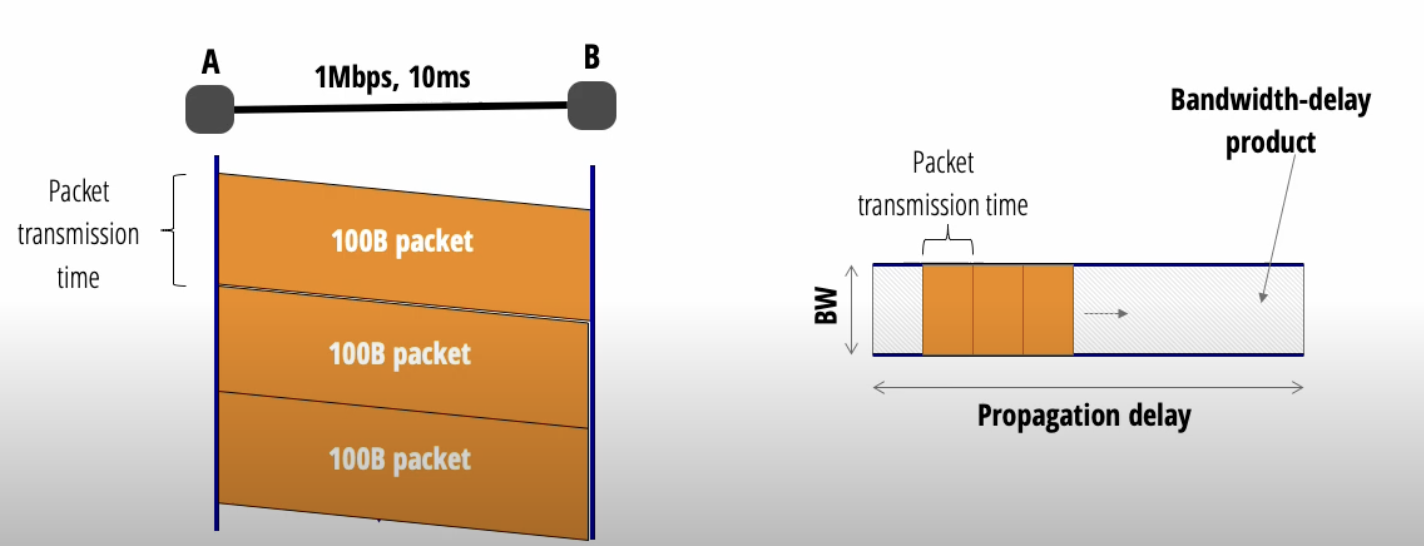 A
B
1Mbps, 10ms
Packet
transmission
time
100B packet
100B packet
100B packet
Bandwidth-delay
product
Packet
transmission time
BW
Propagation delay